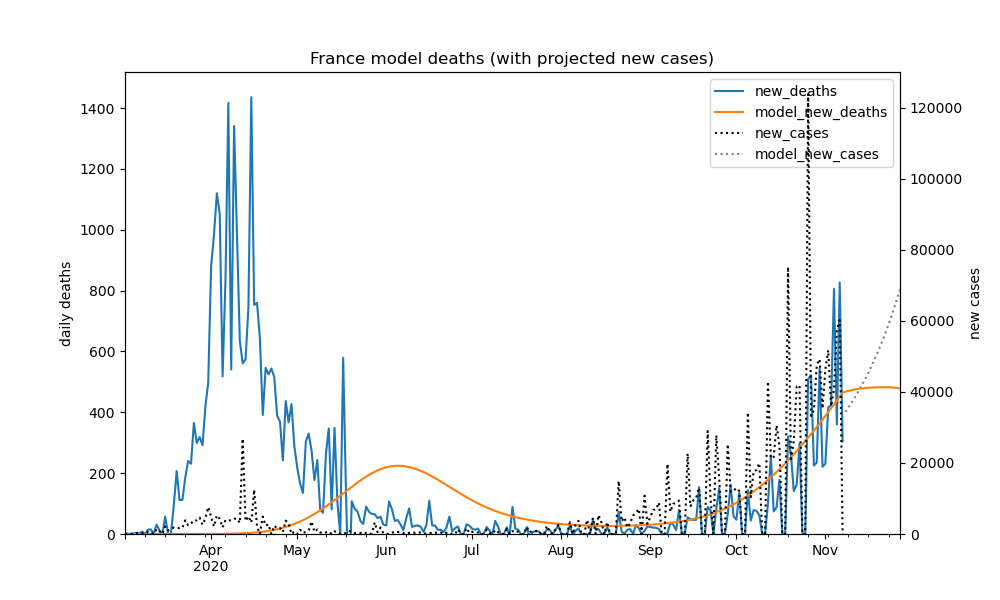 France model deaths (with projected new cases)
new_deaths
model_new_deaths
new_cases
model_new_cases
1400
1200
1000
800
600
400
200
0
daily deaths
120000
100000
80000
60000
40000
20000
0
new cases
Apr
2020
May
Jun
Jul
Aug
Sep
Oct
Nov